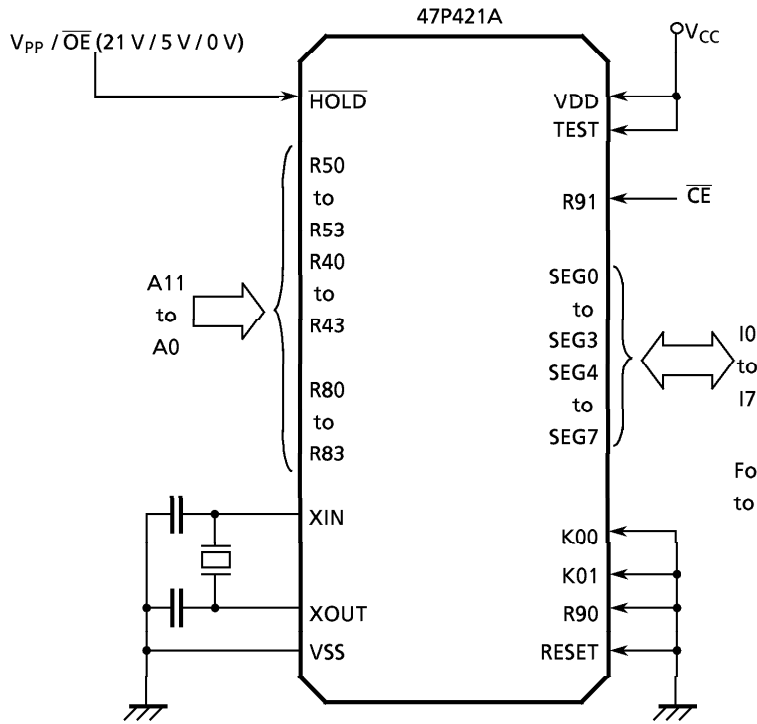 47P421A
VPP / OE (21 V / 5 V / 0 V)
VCC
HOLD
VDD
TEST
R50
to
R53
R40
to
R43
R80
to
R83
A11
to
A0
R91
CE
SEG0
to
SEG3
SEG4
to
SEG7
I0
to
I7
Fo
to
XIN
XOUT
VSS
K00
K01
R90
RESET